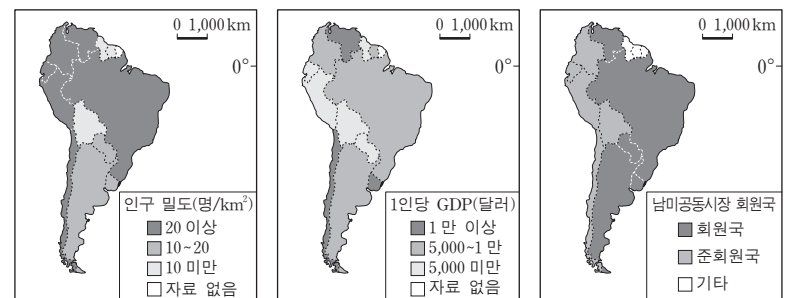 0 1,000 km
0°
인구 밀도(명/km²)
20 이상
10~20
10 미만
자료 없음
0 1,000 km
0°
1인당 GDP(달러)
1 만 이상
5,000~1 만
5,000 미만
자료 없음
0 1,000 km
0°
남미공동시장 회원국
회원국
준회원국
기타